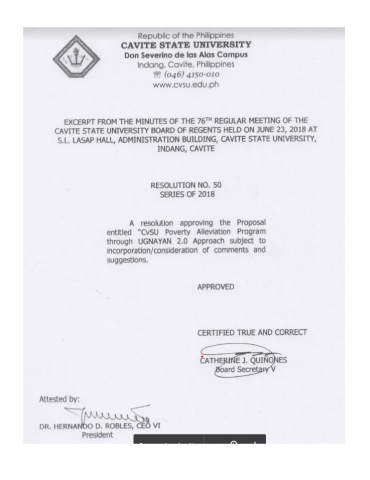 Republic of the Philippines
CAVITE STATE UNIVERSITY
Don Severino de las Alas Campus
Indang, Cavite, Philippines
☏ (046) 4150-010
www.cvsu.edu.ph
EXCERPT FROM THE MINUTES OF THE 76TH REGULAR MEETING OF THE
CAVITE STATE UNIVERSITY BOARD OF REGENTS HELD ON JUNE 23, 2018 AT
S.L. LASAP HALL, ADMINISTRATION BUILDING, CAVITE STATE UNIVERSITY,
INDANG, CAVITE
RESOLUTION NO. 50
SERIES OF 2018
A resolution approving the Proposal
entitled "CvSU Poverty Alleviation Program
through UGNAYAN 2.0 Approach subject to
incorporation/consideration of comments and
suggestions.
APPROVED
CERTIFIED TRUE AND CORRECT
CATHERINE J. QUIÑONES
Board Secretary V
Attested by:
DR. HERNANDO D. ROBLES, CEO VI
President